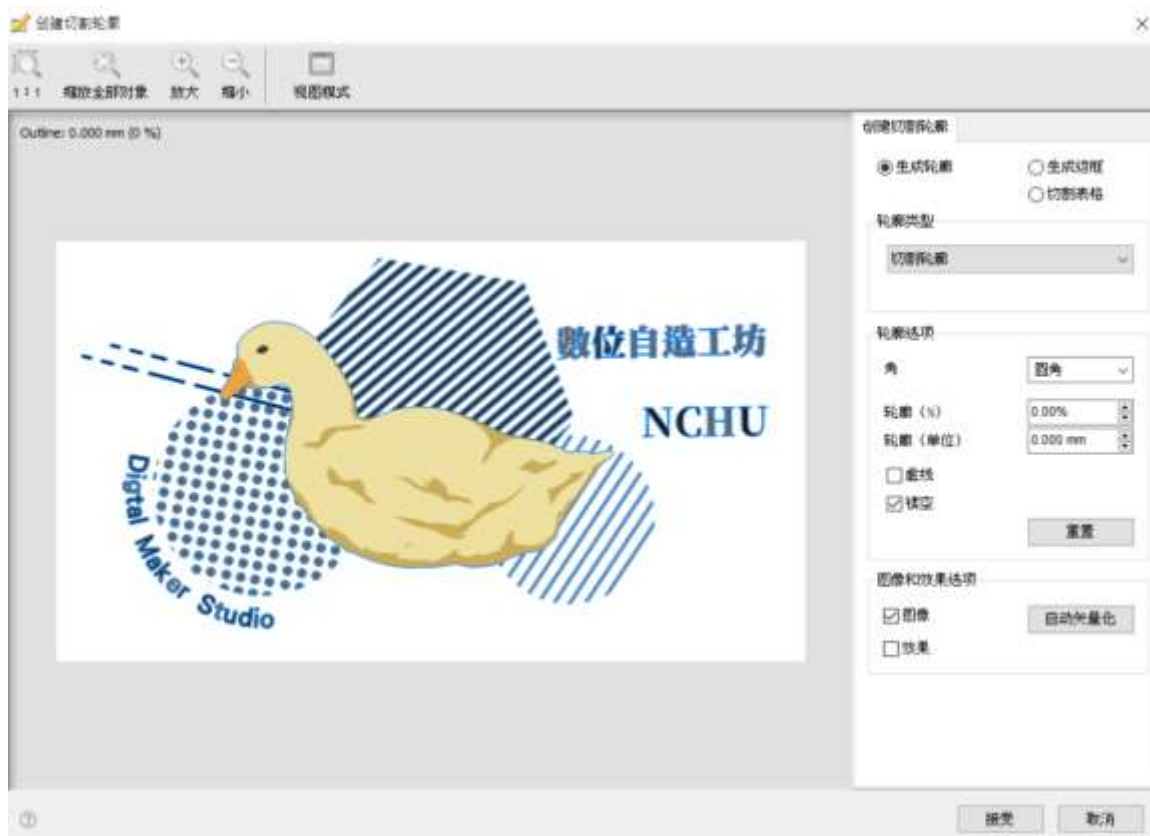 创建切割轮廓
1:1 缩放全部对象 放大 缩小 视图模式
Outline: 0.000 mm (0 %)
數位自造工坊
NCHU
Digtal Maker Studio
创建切割轮廓
生成轮廓 生成边框
切割表格
轮廓类型
切割轮廓
轮廓选项
角 圆角
轮廓（%） 0.00%
轮廓（单位） 0.000 mm
虚线
镂空
重置
图像和效果选项
图像 自动矢量化
效果
接受 取消